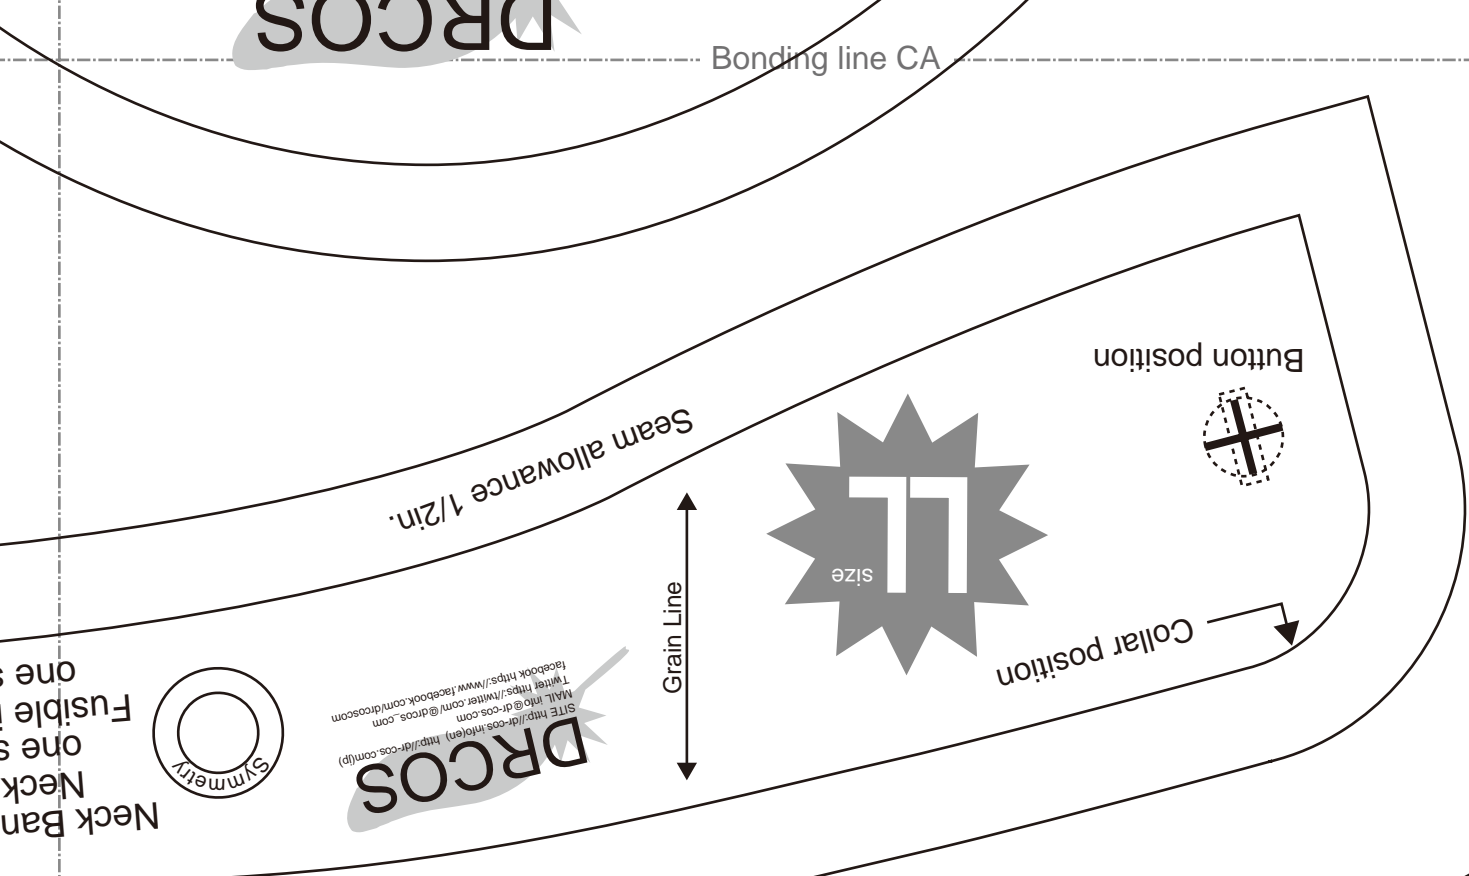 DRCOS
Bonding line CA
Button position
Seam allowance 1/2in.
LL
size
Grain Line
Collar position
Neck Ban
Neck
one s
Fusible
one s
Symmetry
DRCOS
SITE http://dr-cos.info(en) http://dr-cos.com(jp)
MAIL info@dr-cos.com
Twitter https://twitter.com/@drcos_com
facebook https://www.facebook.com/drcoscom